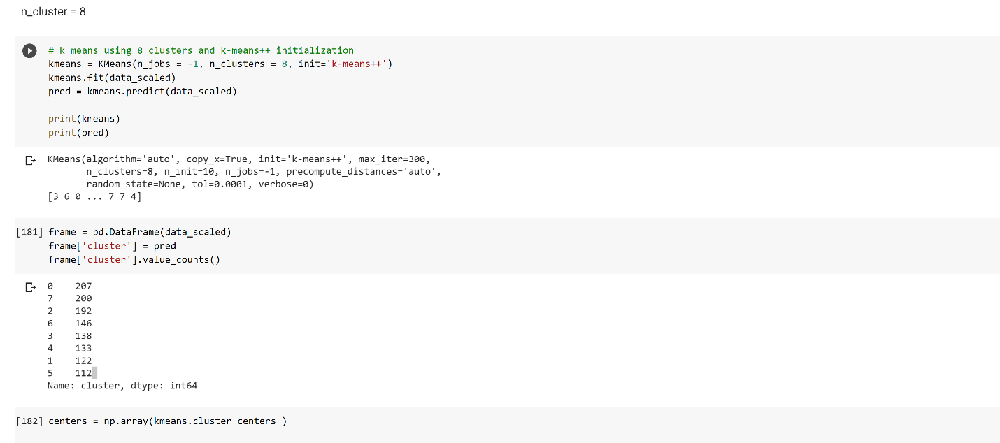 n_cluster = 8
# k means using 8 clusters and k-means++ initialization
kmeans = KMeans(n_jobs = -1, n_clusters = 8, init='k-means++')
kmeans.fit(data_scaled)
pred = kmeans.predict(data_scaled)
print(kmeans)
print(pred)
KMeans(algorithm='auto', copy_x=True, init='k-means++', max_iter=300,
n_clusters=8, n_init=10, n_jobs=-1, precompute_distances='auto',
random_state=None, tol=0.0001, verbose=0)
[3 6 0 ... 7 7 4]
[181] frame = pd.DataFrame(data_scaled)
frame['cluster'] = pred
frame['cluster'].value_counts()
0 207
7 200
2 192
6 146
3 138
4 133
1 122
5 112
Name: cluster, dtype: int64
[182] centers = np.array(kmeans.cluster_centers_)